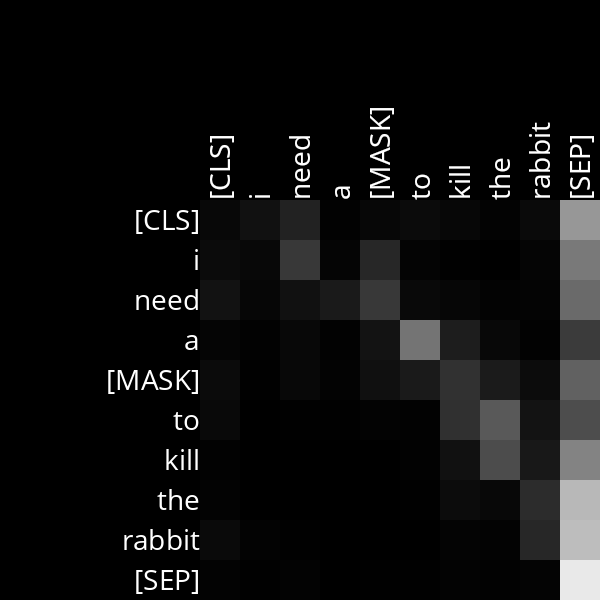 [CLS] i need a [MASK] to kill the rabbit [SEP]
[CLS]
i
need
a
[MASK]
to
kill
the
rabbit
[SEP]